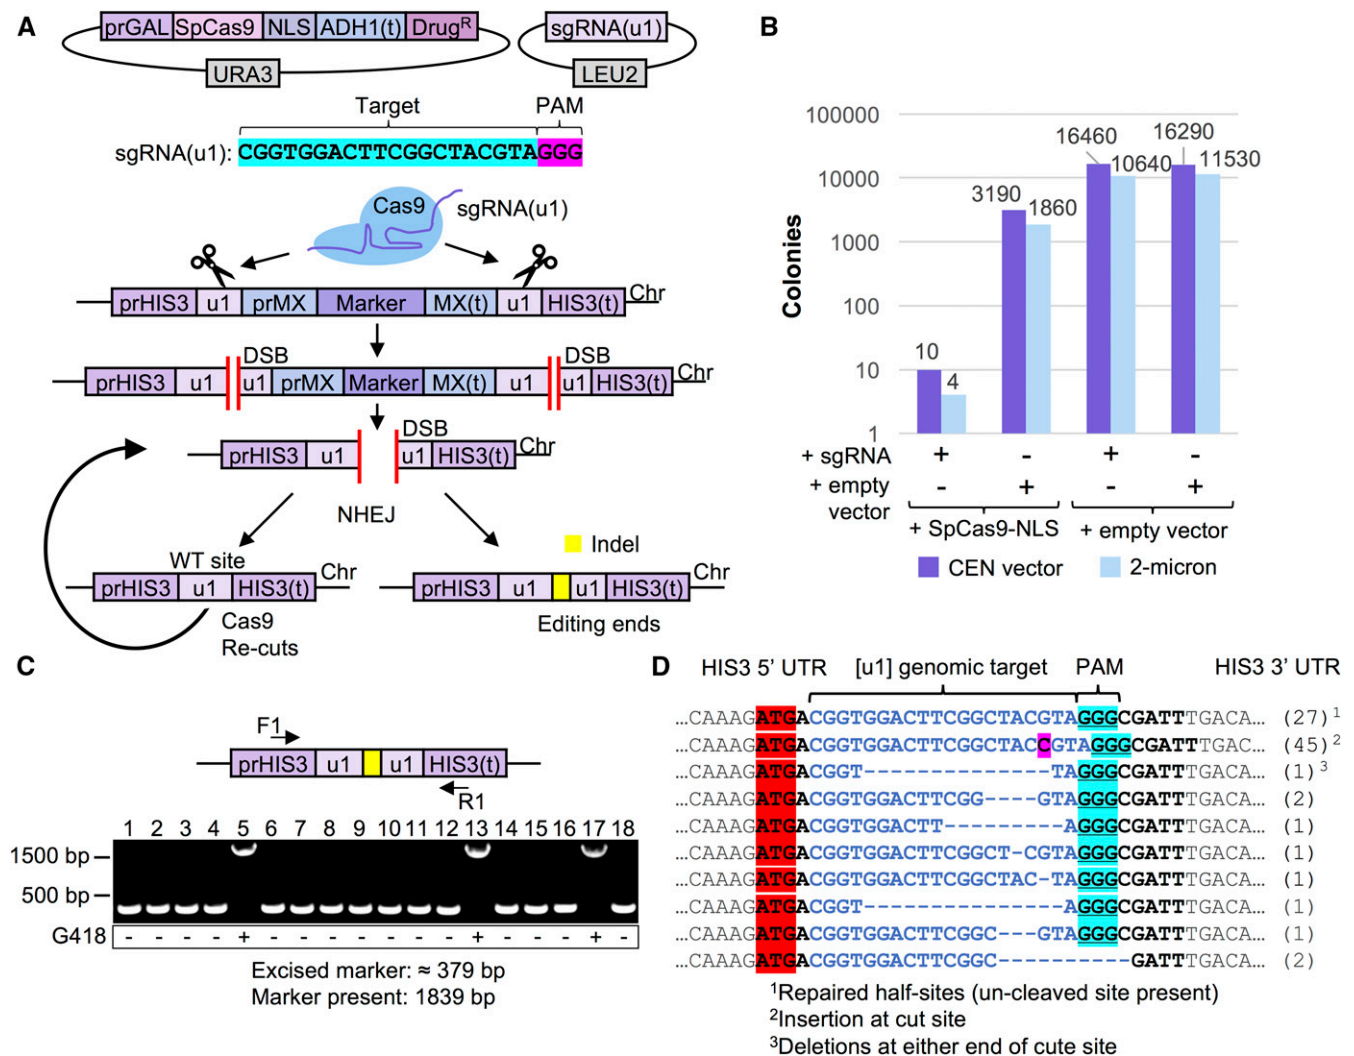 A
prGAL SpCas9 NLS ADH1(t) Drug^R
URA3
sgRNA(u1)
LEU2
Target PAM
sgRNA(u1): CGGTGGACTTCGGCTACGTAGGG
Cas9 sgRNA(u1)
prHIS3 u1 prMX Marker MX(t) u1 HIS3(t) Chr
DSB DSB
prHIS3 u1 u1 prMX Marker MX(t) u1 u1 HIS3(t) Chr
DSB
prHIS3 u1 u1 HIS3(t) Chr
NHEJ
Indel
WT site
prHIS3 u1 HIS3(t) Chr
prHIS3 u1 u1 HIS3(t) Chr
Cas9
Re-cuts
Editing ends
B
Colonies
100000
10000
1000
100
10
1
10
4
3190
1860
16460
10640
16290
11530
+ sgRNA + - + -
+ empty vector - + - +
+ SpCas9-NLS + empty vector
CEN vector 2-micron
C
F1
prHIS3 u1 u1 HIS3(t)
R1
1 2 3 4 5 6 7 8 9 10 11 12 13 14 15 16 17 18
1500 bp
500 bp
G418 - - - - + - - - - - - - + - - - + -
Excised marker: ≈ 379 bp
Marker present: 1839 bp
D
HIS3 5’ UTR [u1] genomic target PAM HIS3 3’ UTR
...CAAAGATGACGGTGGACTTCGGCTACGTAGGGCGATTTGACA... (27)¹
...CAAAGATGACGGTGGACTTCGGCTACCGTAGGGCGATTTGAC... (45)²
...CAAAGATGACGGT--------------TAGGGCGATTTGACA... (1)³
...CAAAGATGACGGTGGACTTCGG----GTAGGGCGATTTGACA... (2)
...CAAAGATGACGGTGGACTT---------AGGGCGATTTGACA... (1)
...CAAAGATGACGGTGGACTTCGGCT-CGTAGGGCGATTTGACA... (1)
...CAAAGATGACGGTGGACTTCGGCTAC-TAGGGCGATTTGACA... (1)
...CAAAGATGACGGT---------------AGGGCGATTTGACA... (1)
...CAAAGATGACGGTGGACTTCGGC---GTAGGGCGATTTGACA... (1)
...CAAAGATGACGGTGGACTTCGGC----------GATTTGACA... (2)
¹Repaired half-sites (un-cleaved site present)
²Insertion at cut site
³Deletions at either end of cute site